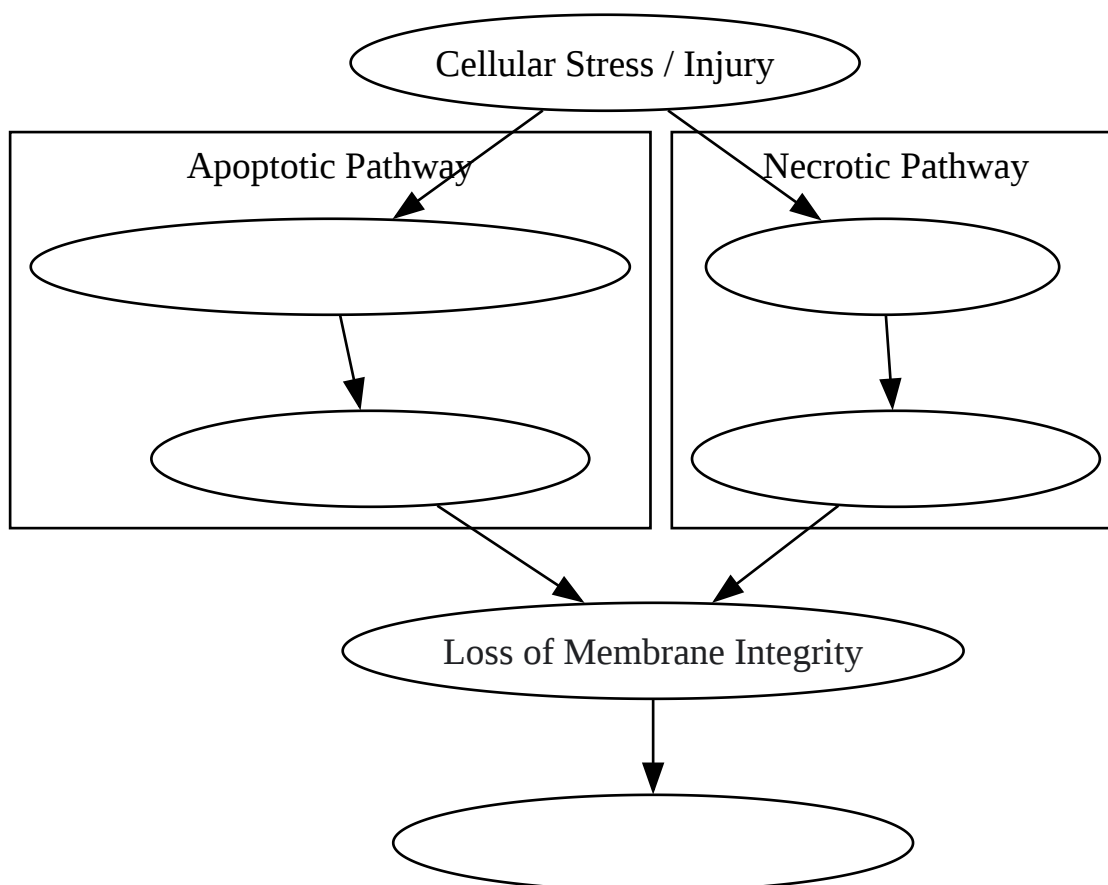 Cellular Stress / Injury
Apoptotic Pathway
Necrotic Pathway
Loss of Membrane Integrity